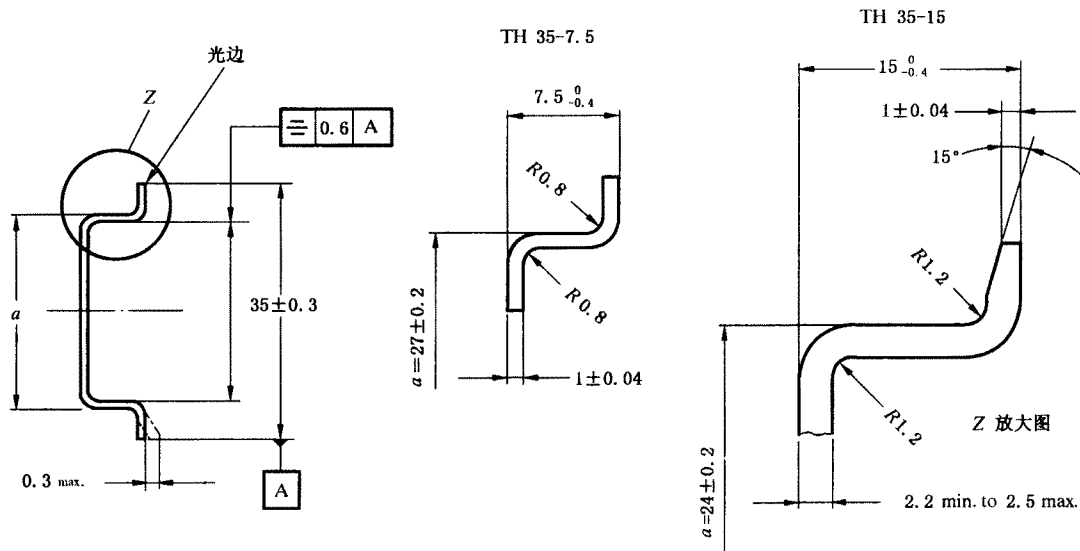 光边
Z
0.6 A
a
35±0.3
0.3 max.
A
TH 35-7.5
7.5 0 -0.4
R0.8
R0.8
a=27±0.2
1±0.04
TH 35-15
15 0 -0.4
1±0.04
15°
R1.2
R1.2
a=24±0.2
Z 放大图
2.2 min. to 2.5 max.